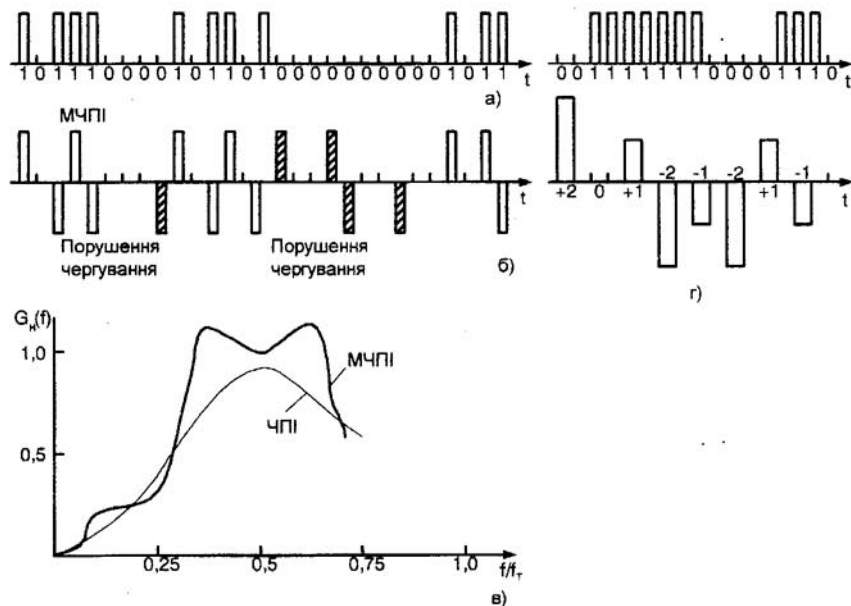 1 0 1 1 1 0 0 0 0 1 0 1 1 0 1 0 0 0 0 0 0 0 0 0 0 1 0 1 1 t
а)
0 0 1 1 1 1 1 1 1 0 0 0 0 1 1 1 0 t
МЧПІ
t
Порушення
чергування
Порушення
чергування
б)
-2 -1 -2 -1
+2 0 +1 +1 t
г)
Gн(f)
1,0
0,5
МЧПІ
ЧПІ
0,25 0,5 0,75 1,0 f/fт
в)